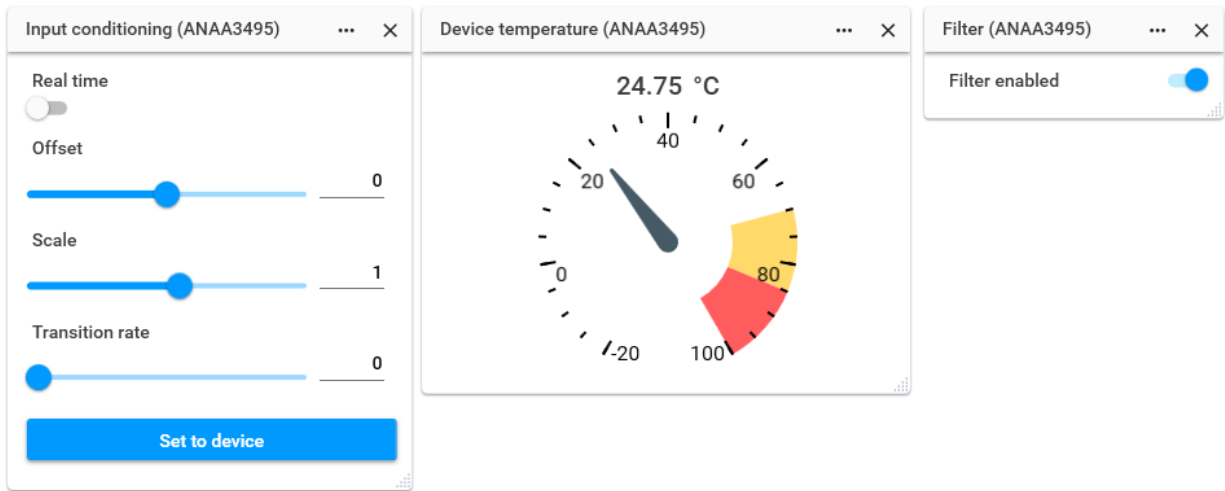 Input conditioning (ANAA3495)
Real time
Offset
0
Scale
1
Transition rate
0
Set to device
Device temperature (ANAA3495)
24.75 °C
40
20
60
0
80
-20
100
Filter (ANAA3495)
Filter enabled